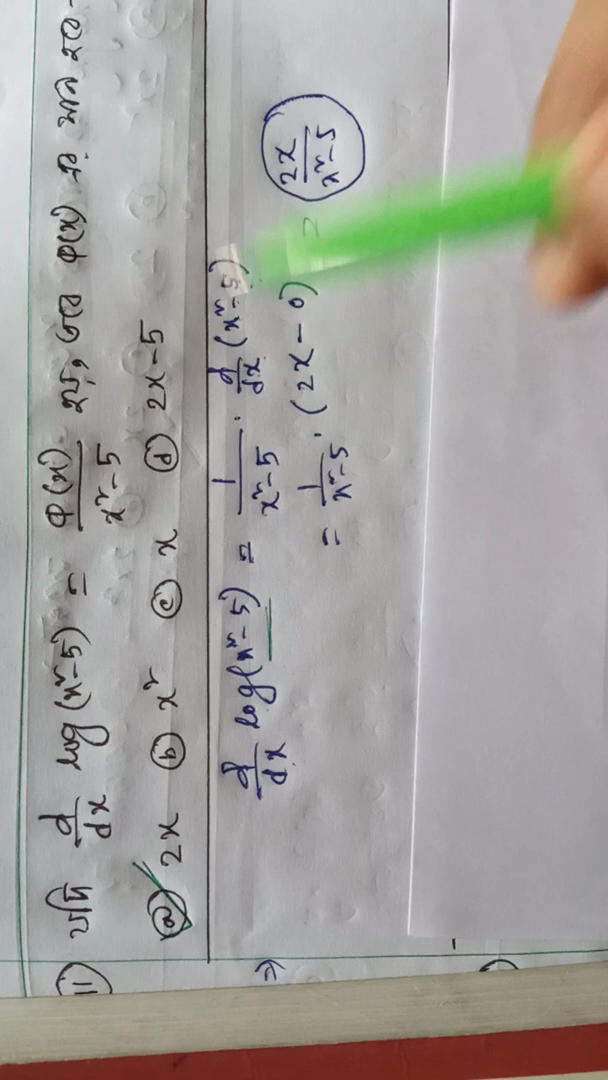 (11) যদি d/dx log(x²-5) = φ(x)/x²-5 হয়, তবে φ(x) এর মান হবে-
(a) 2x (b) x² (c) x (d) 2x-5
⇒ d/dx log(x²-5) = 1/x²-5 · d/dx (x²-5)
= 1/x²-5 · (2x-0) = 2x/x²-5